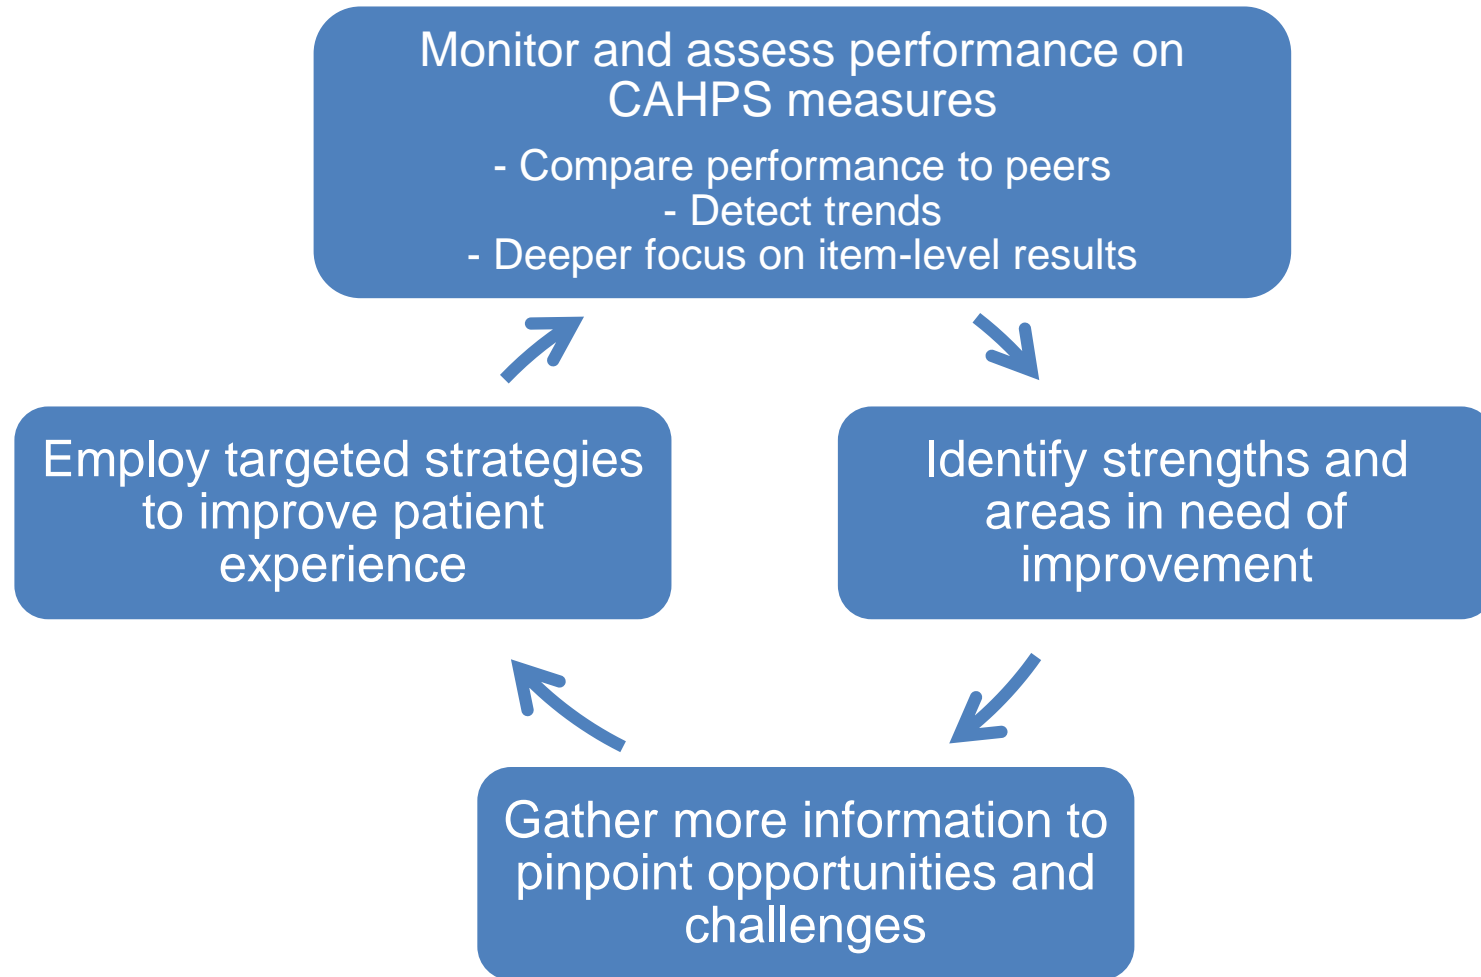 Monitor and assess performance on
CAHPS measures
- Compare performance to peers
- Detect trends
- Deeper focus on item-level results
Employ targeted strategies
to improve patient
experience
Identify strengths and
areas in need of
improvement
Gather more information to
pinpoint opportunities and
challenges